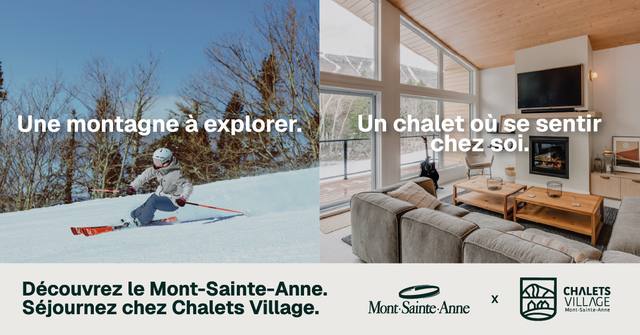 Une montagne à explorer.
Un chalet où se sentir
chez soi.
Découvrez le Mont-Sainte-Anne.
Séjournez chez Chalets Village.
Mont·Sainte·Anne
x
CHALETS
VILLAGE
Mont-Sainte-Anne